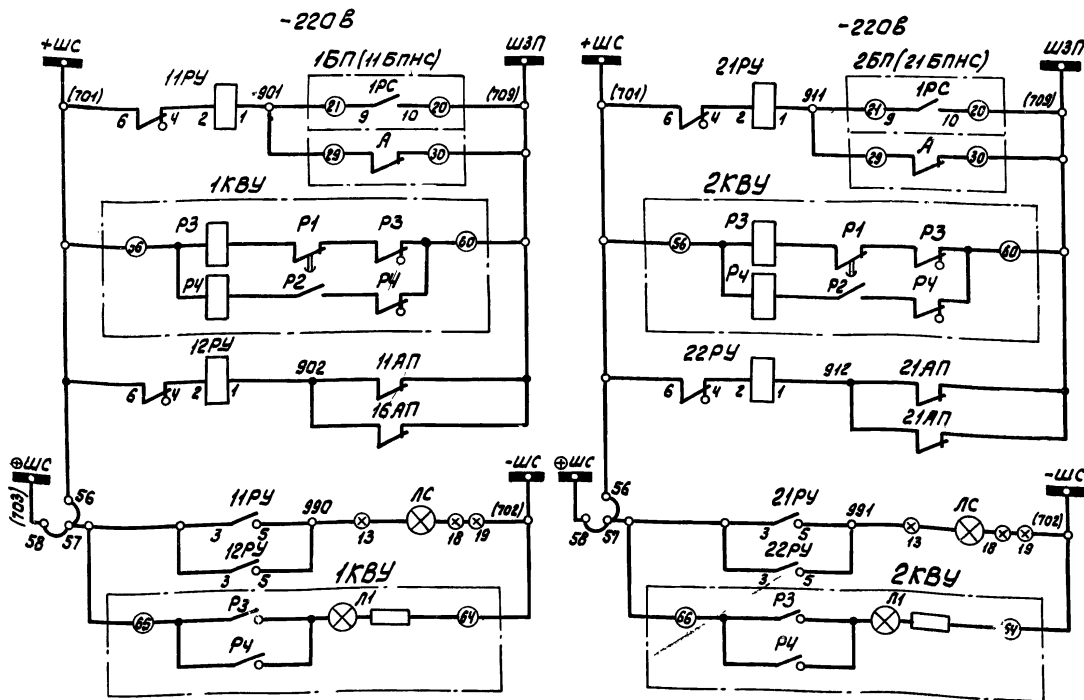 -220В
+ШС
ШЗП
1БП(11БПНС)
11РУ
(701)
901
21
1РС
20
(709)
6
4
2
1
9
10
А
29
30
1КВУ
Р3
Р1
Р3
56
60
Р4
Р2
Р4
12РУ
902
11АП
6
4
2
1
16АП
⊕ШС
-ШС
56
(703)
11РУ
990
ЛС
(702)
58
57
3
5
13
18
19
12РУ
3
5
1КВУ
Р3
Л1
65
64
Р4
-220В
+ШС
ШЗП
2БП(21БПНС)
21РУ
(701)
911
21
1РС
20
(709)
6
4
2
1
9
10
А
29
30
2КВУ
Р3
Р1
Р3
56
60
Р4
Р2
Р4
22РУ
912
21АП
6
4
2
1
21АП
⊕ШС
-ШС
56
21РУ
991
ЛС
(702)
58
57
3
5
13
18
19
22РУ
3
5
2КВУ
Р3
Л1
66
64
Р4